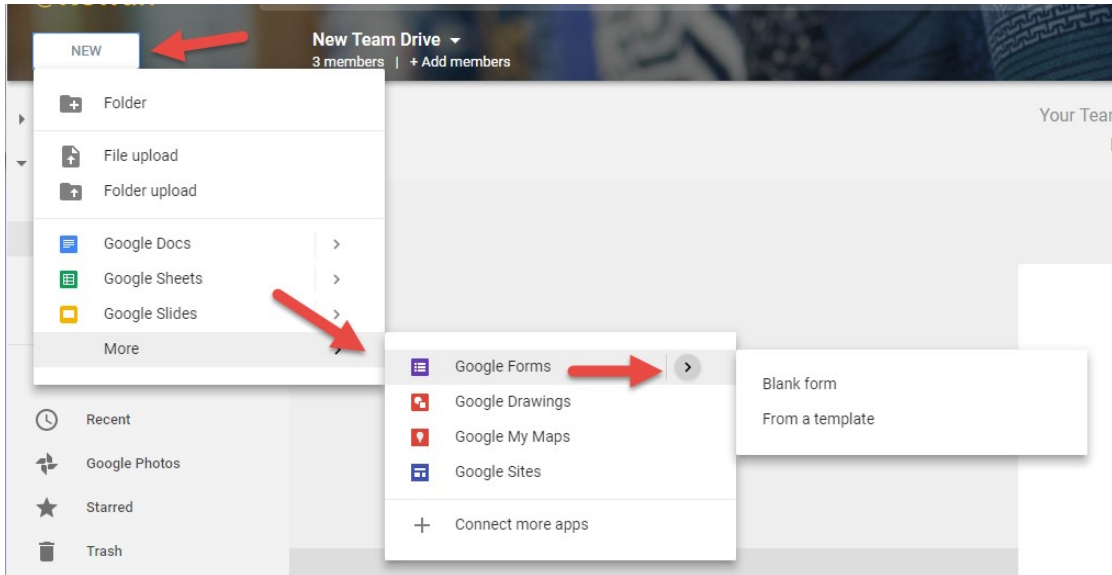 NEW
New Team Drive
3 members | + Add members
Folder
File upload
Folder upload
Google Docs
Google Sheets
Google Slides
More
Your Tear
Google Forms
Google Drawings
Google My Maps
Google Sites
Connect more apps
Blank form
From a template
Recent
Google Photos
Starred
Trash